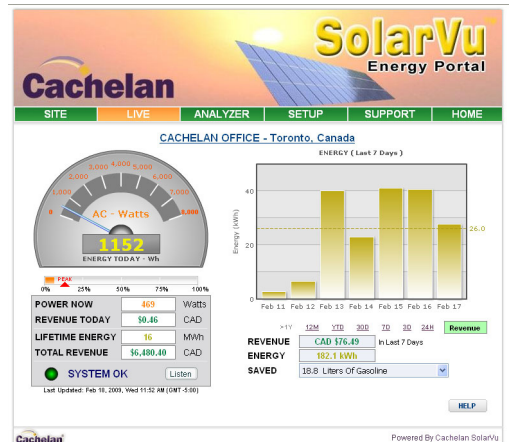 SolarVu
Energy Portal
Cachelan
SITE LIVE ANALYZER SETUP SUPPORT HOME
CACHELAN OFFICE - Toronto, Canada
0 1,000 2,000 3,000 4,000 5,000 6,000 7,000 8,000
AC - Watts
1152
ENERGY TODAY - Wh
PEAK
0% 25% 50% 75% 100%
POWER NOW 469 Watts
REVENUE TODAY $0.46 CAD
LIFETIME ENERGY 16 MWh
TOTAL REVENUE $6,480.40 CAD
SYSTEM OK Listen
Last Updated: Feb 18, 2009, Wed 11:52 AM (GMT -5:00)
ENERGY ( Last 7 Days )
Energy (kWh)
40
26.0
20
0
Feb 11 Feb 12 Feb 13 Feb 14 Feb 15 Feb 16 Feb 17
>1Y 12M YTD 30D 7D 3D 24H Revenue
REVENUE CAD $76.49 In Last 7 Days
ENERGY 182.1 kWh
SAVED 18.8 Liters Of Gasoline
HELP
Cachelan
Powered By Cachelan SolarVu